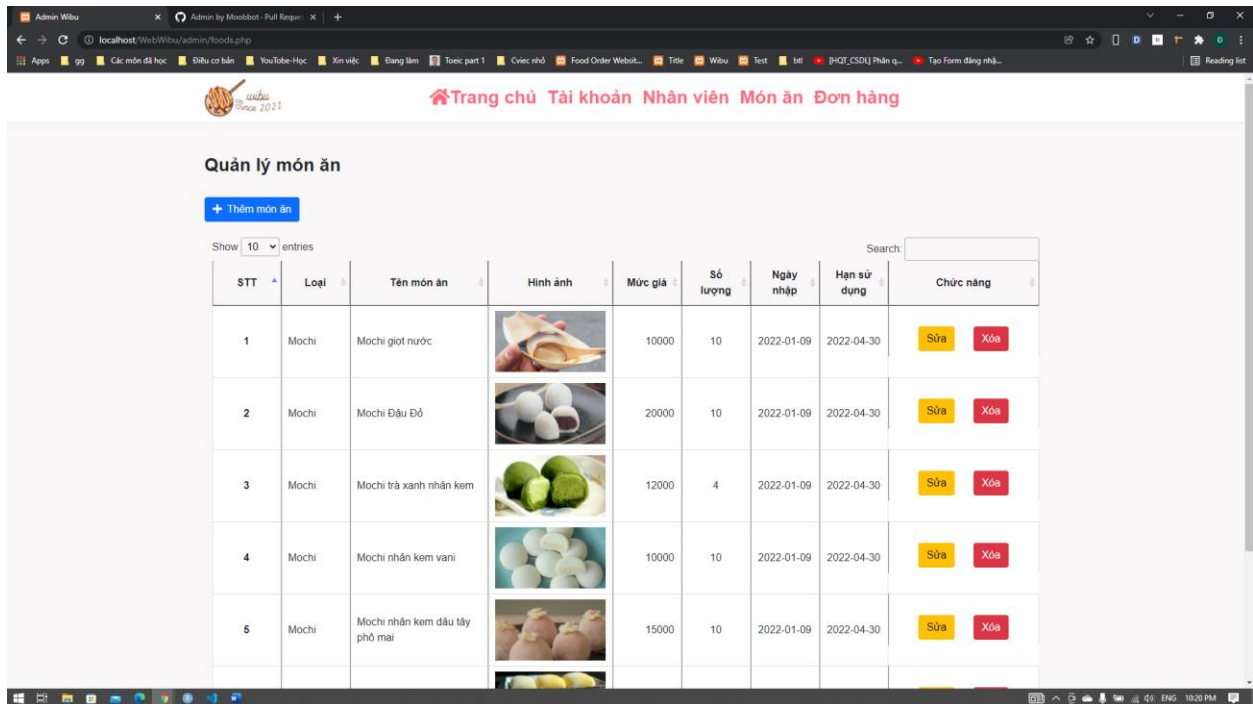 Admin Wibu
Admin by Moobbot · Pull Reques
localhost/WebWibu/admin/foods.php
Apps gg Các môn đã học Điều cơ bản YouTobe-Học Xin việc Đang làm Toeic part 1 Cviec nhỏ Food Order Websit... Title Wibu Test btl [HQT_CSDL] Phân q... Tạo Form đăng nhậ... Reading list
wibu
Since 2021
Trang chủ Tài khoản Nhân viên Món ăn Đơn hàng
Quản lý món ăn
+ Thêm món ăn
Show 10 entries Search:
STT Loại Tên món ăn Hình ảnh Mức giá Số lượng Ngày nhập Hạn sử dụng Chức năng
1 Mochi Mochi giọt nước 10000 10 2022-01-09 2022-04-30 Sửa Xóa
2 Mochi Mochi Đậu Đỏ 20000 10 2022-01-09 2022-04-30 Sửa Xóa
3 Mochi Mochi trà xanh nhân kem 12000 4 2022-01-09 2022-04-30 Sửa Xóa
4 Mochi Mochi nhân kem vani 10000 10 2022-01-09 2022-04-30 Sửa Xóa
5 Mochi Mochi nhân kem dâu tây phô mai 15000 10 2022-01-09 2022-04-30 Sửa Xóa
ENG 10:20 PM